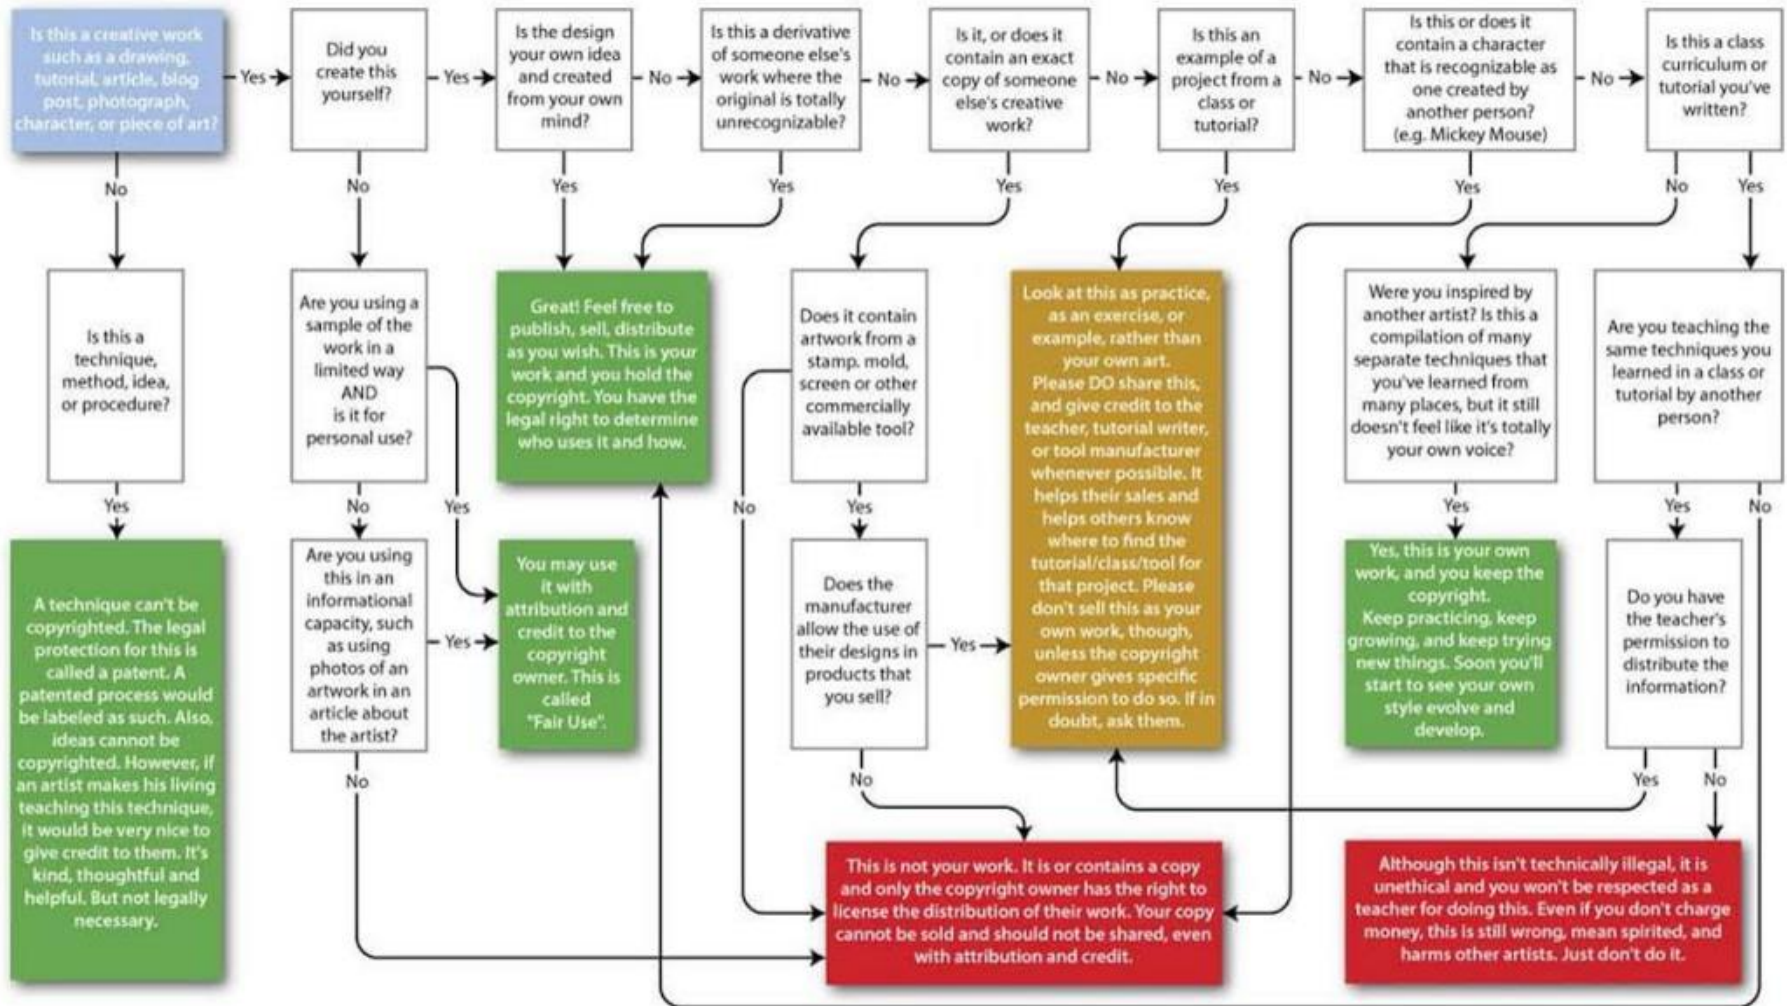 Is this a creative work
such as a drawing,
tutorial, article, blog
post, photograph,
character, or piece of art?
Yes
Did you
create this
yourself?
Yes
Is the design
your own idea
and created
from your own
mind?
No
Is this a derivative
of someone else's
work where the
original is totally
unrecognizable?
No
Is it, or does it
contain an exact
copy of someone
else's creative
work?
No
Is this an
example of a
project from a
class or
tutorial?
No
Is this or does it
contain a character
that is recognizable as
one created by
another person?
(e.g. Mickey Mouse)
No
Is this a class
curriculum or
tutorial you've
written?
No
No
Yes
Yes
Yes
Yes
Yes
No
Yes
Is this a
technique,
method, idea,
or procedure?
Are you using a
sample of the
work in a
limited way
AND
is it for
personal use?
Great! Feel free to
publish, sell, distribute
as you wish. This is your
work and you hold the
copyright. You have the
legal right to determine
who uses it and how.
Does it contain
artwork from a
stamp. mold,
screen or other
commercially
available tool?
Look at this as practice,
as an exercise, or
example, rather than
your own art.
Please DO share this,
and give credit to the
teacher, tutorial writer,
or tool manufacturer
whenever possible. It
helps their sales and
helps others know
where to find the
tutorial/class/tool for
that project. Please
don't sell this as your
own work, though,
unless the copyright
owner gives specific
permission to do so. If in
doubt, ask them.
Were you inspired by
another artist? Is this a
compilation of many
separate techniques that
you've learned from
many places, but it still
doesn't feel like it's totally
your own voice?
Are you teaching the
same techniques you
learned in a class or
tutorial by another
person?
Yes
No
Yes
No
Yes
Yes
Yes
No
A technique can't be
copyrighted. The legal
protection for this is
called a patent. A
patented process would
be labeled as such. Also,
ideas cannot be
copyrighted. However, if
an artist makes his living
teaching this technique,
it would be very nice to
give credit to them. It's
kind, thoughtful and
helpful. But not legally
necessary.
Are you using
this in an
informational
capacity, such
as using
photos of an
artwork in an
article about
the artist?
Yes
You may use
it with
attribution and
credit to the
copyright
owner. This is
called
"Fair Use".
Does the
manufacturer
allow the use of
their designs in
products that
you sell?
Yes
Yes, this is your own
work, and you keep the
copyright.
Keep practicing, keep
growing, and keep trying
new things. Soon you'll
start to see your own
style evolve and
develop.
Do you have
the teacher's
permission to
distribute the
information?
No
No
Yes
No
This is not your work. It is or contains a copy
and only the copyright owner has the right to
license the distribution of their work. Your copy
cannot be sold and should not be shared, even
with attribution and credit.
Although this isn't technically illegal, it is
unethical and you won't be respected as a
teacher for doing this. Even if you don't charge
money, this is still wrong, mean spirited, and
harms other artists. Just don't do it.